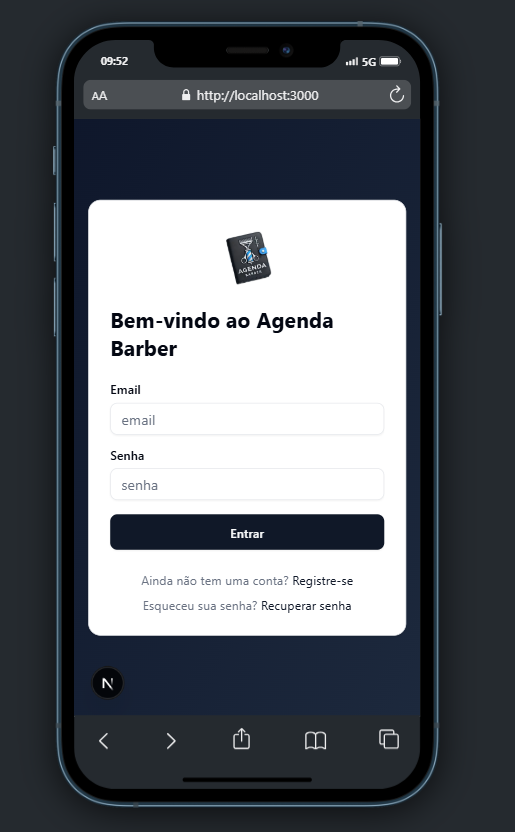 09:52
5G
AA
http://localhost:3000
AGENDA
BARBER
Bem-vindo ao Agenda
Barber
Email
email
Senha
senha
Entrar
Ainda não tem uma conta? Registre-se
Esqueceu sua senha? Recuperar senha
N